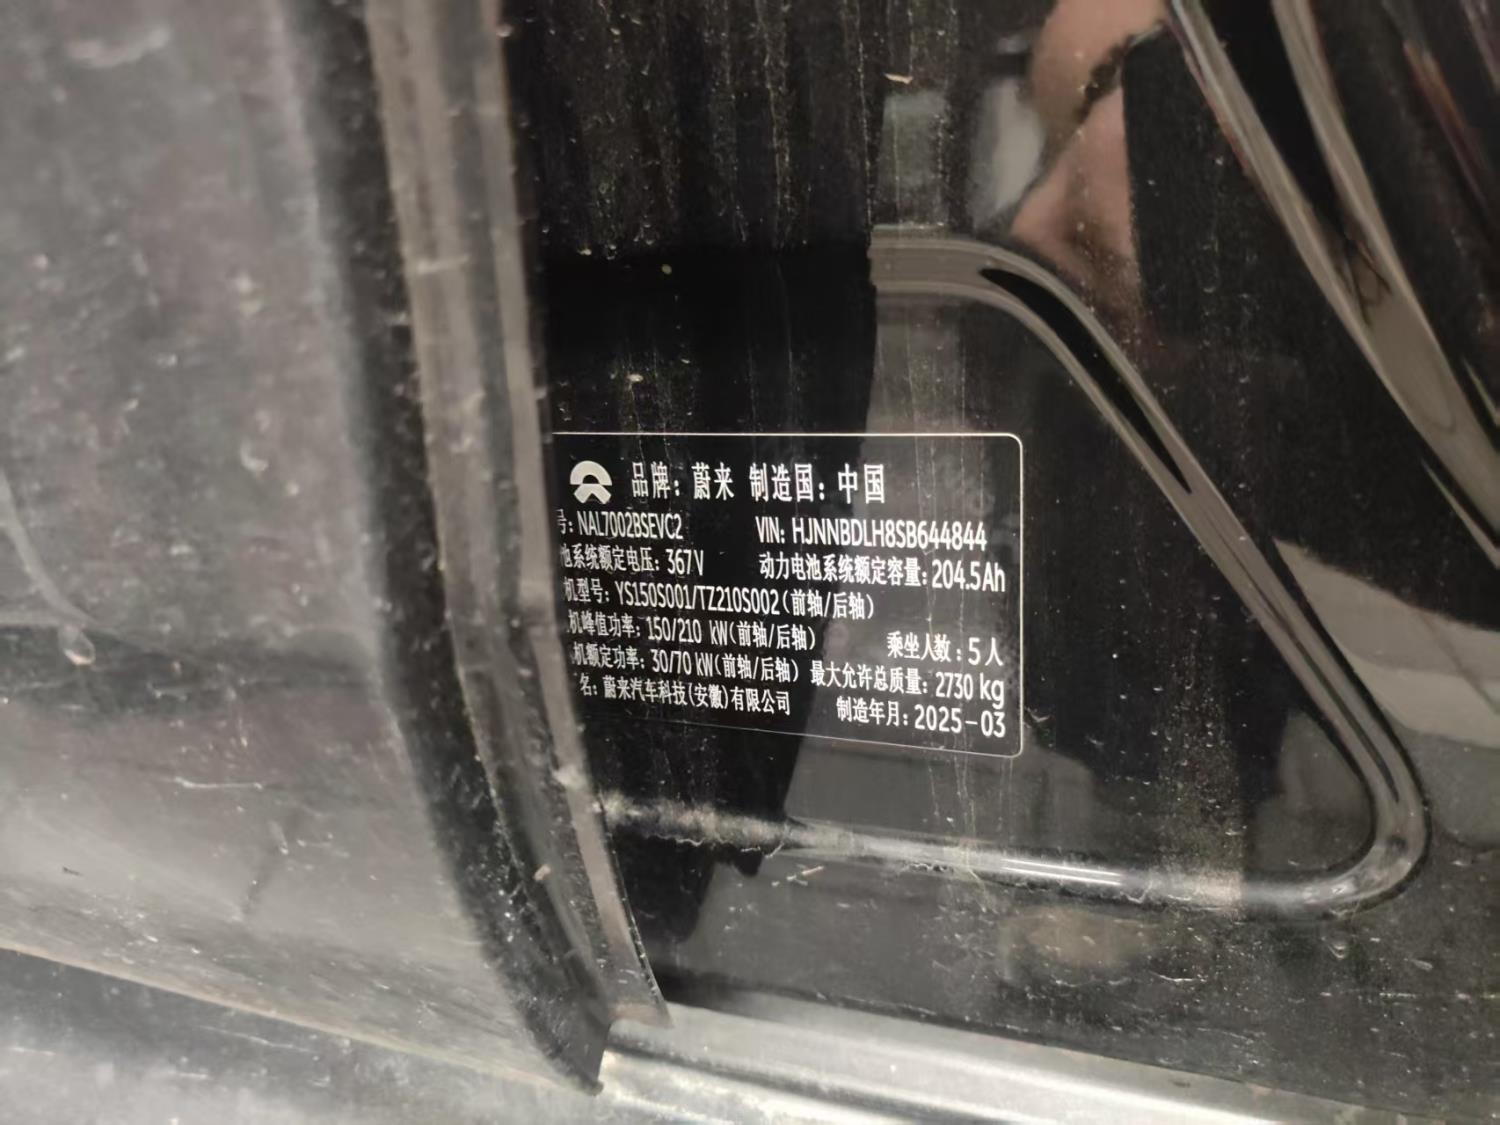 品牌：蔚来 制造国：中国
号：NAL7002BSEVC2 VIN：HJNNBDLH8SB644844
池系统额定电压：367V 动力电池系统额定容量：204.5Ah
机型号：YS150S001/TZ210S002(前轴/后轴)
机峰值功率：150/210 kW(前轴/后轴) 乘坐人数：5人
机额定功率：30/70 kW(前轴/后轴) 最大允许总质量：2730 kg
名：蔚来汽车科技(安徽)有限公司 制造年月：2025-03